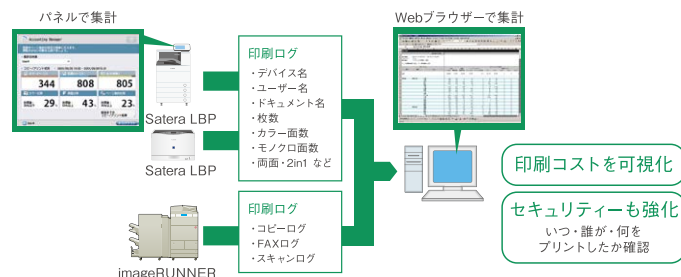 パネルで集計
Webブラウザーで集計
Accounting Manager
344
808
805
29
43
23
Satera LBP
Satera LBP
imageRUNNER
印刷ログ
・デバイス名
・ユーザー名
・ドキュメント名
・枚数
・カラー面数
・モノクロ面数
・両面・2in1 など
印刷ログ
・コピーログ
・FAXログ
・スキャンログ
印刷コストを可視化
セキュリティーも強化
いつ・誰が・何を
プリントしたか確認